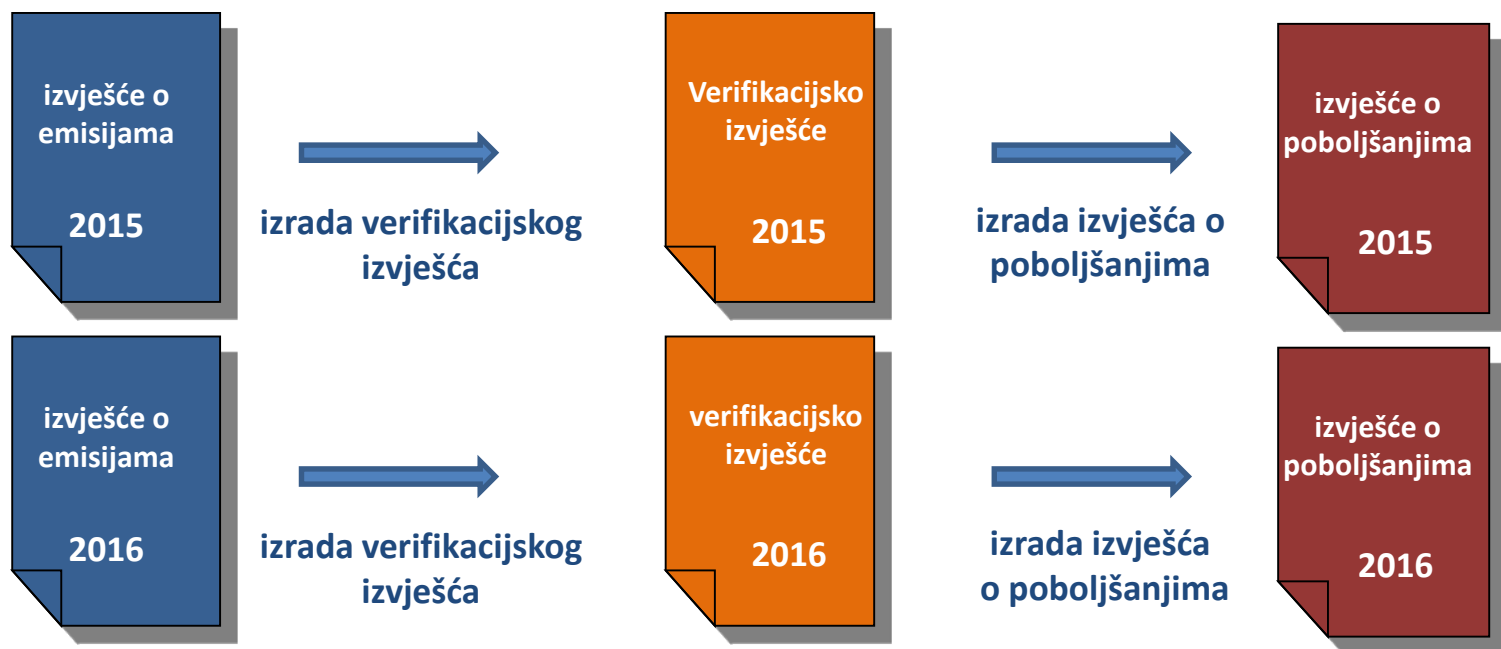 izvješće o
emisijama
2015
izrada verifikacijskog
izvješća
Verifikacijsko
izvješće
2015
izrada izvješća o
poboljšanjima
izvješće o
poboljšanjima
2015
izvješće o
emisijama
2016
izrada verifikacijskog
izvješća
verifikacijsko
izvješće
2016
izrada izvješća
o poboljšanjima
izvješće o
poboljšanjima
2016